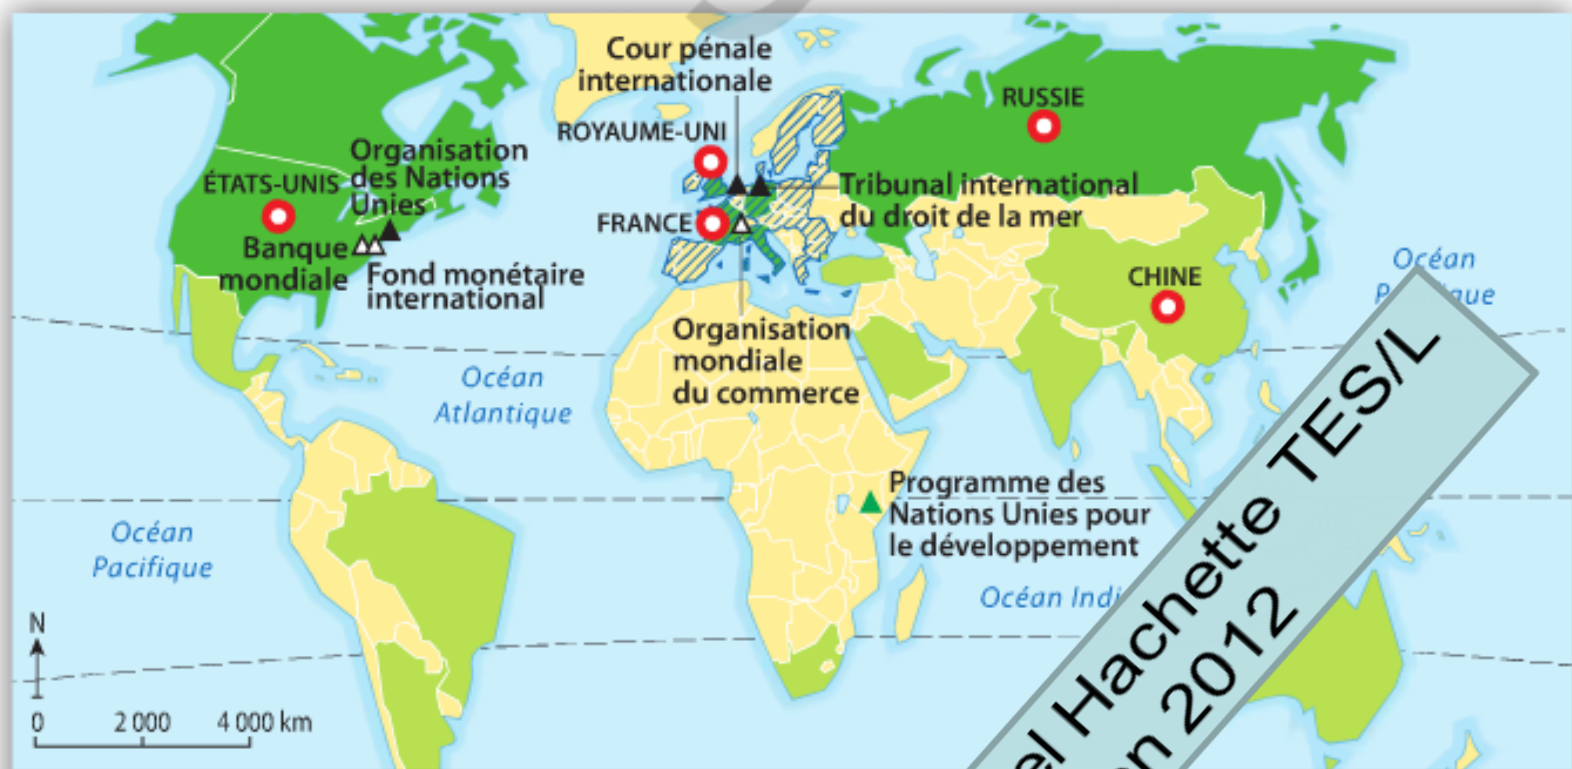 Cour pénale
internationale
RUSSIE
ROYAUME-UNI
Organisation
des Nations
Unies
ÉTATS-UNIS
Tribunal international
du droit de la mer
FRANCE
Banque
mondiale
Fond monétaire
international
Océan
CHINE
Organisation
mondiale
du commerce
Océan
Atlantique
Programme des
Nations Unies pour
le développement
Océan
Pacifique
Océan
N
0 2 000 4 000 km
Hachette TES/L
2012